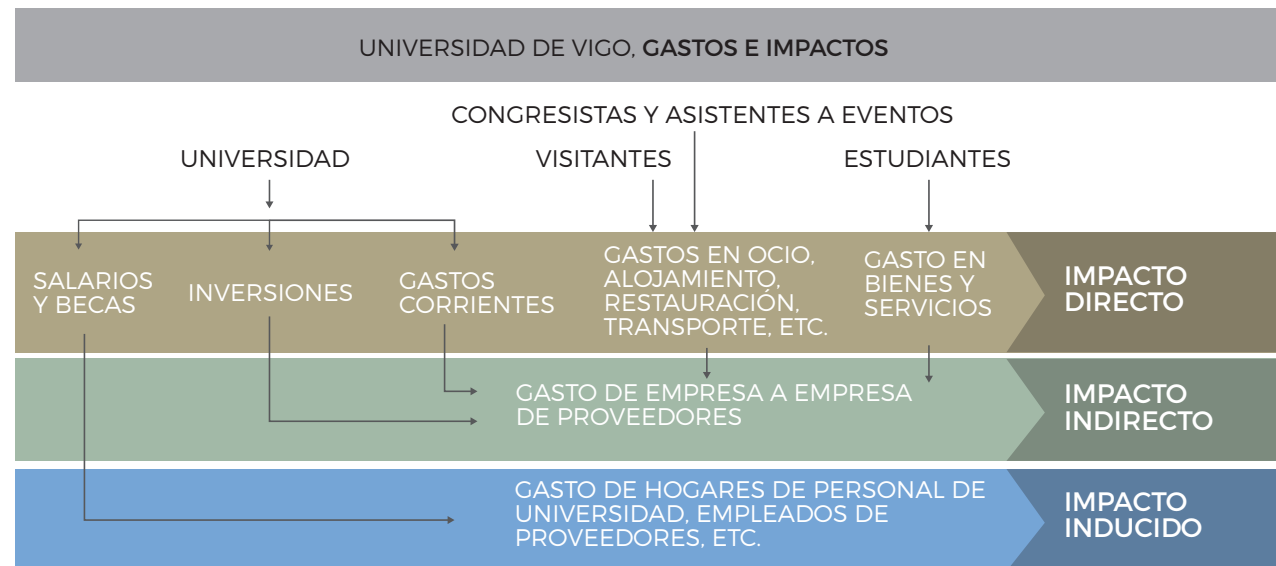 UNIVERSIDAD DE VIGO, GASTOS E IMPACTOS
CONGRESISTAS Y ASISTENTES A EVENTOS
UNIVERSIDAD
VISITANTES
ESTUDIANTES
SALARIOS
Y BECAS
INVERSIONES
GASTOS
CORRIENTES
GASTOS EN OCIO,
ALOJAMIENTO,
RESTAURACIÓN,
TRANSPORTE, ETC.
GASTO EN
BIENES Y
SERVICIOS
IMPACTO
DIRECTO
GASTO DE EMPRESA A EMPRESA
DE PROVEEDORES
IMPACTO
INDIRECTO
GASTO DE HOGARES DE PERSONAL DE
UNIVERSIDAD, EMPLEADOS DE
PROVEEDORES, ETC.
IMPACTO
INDUCIDO